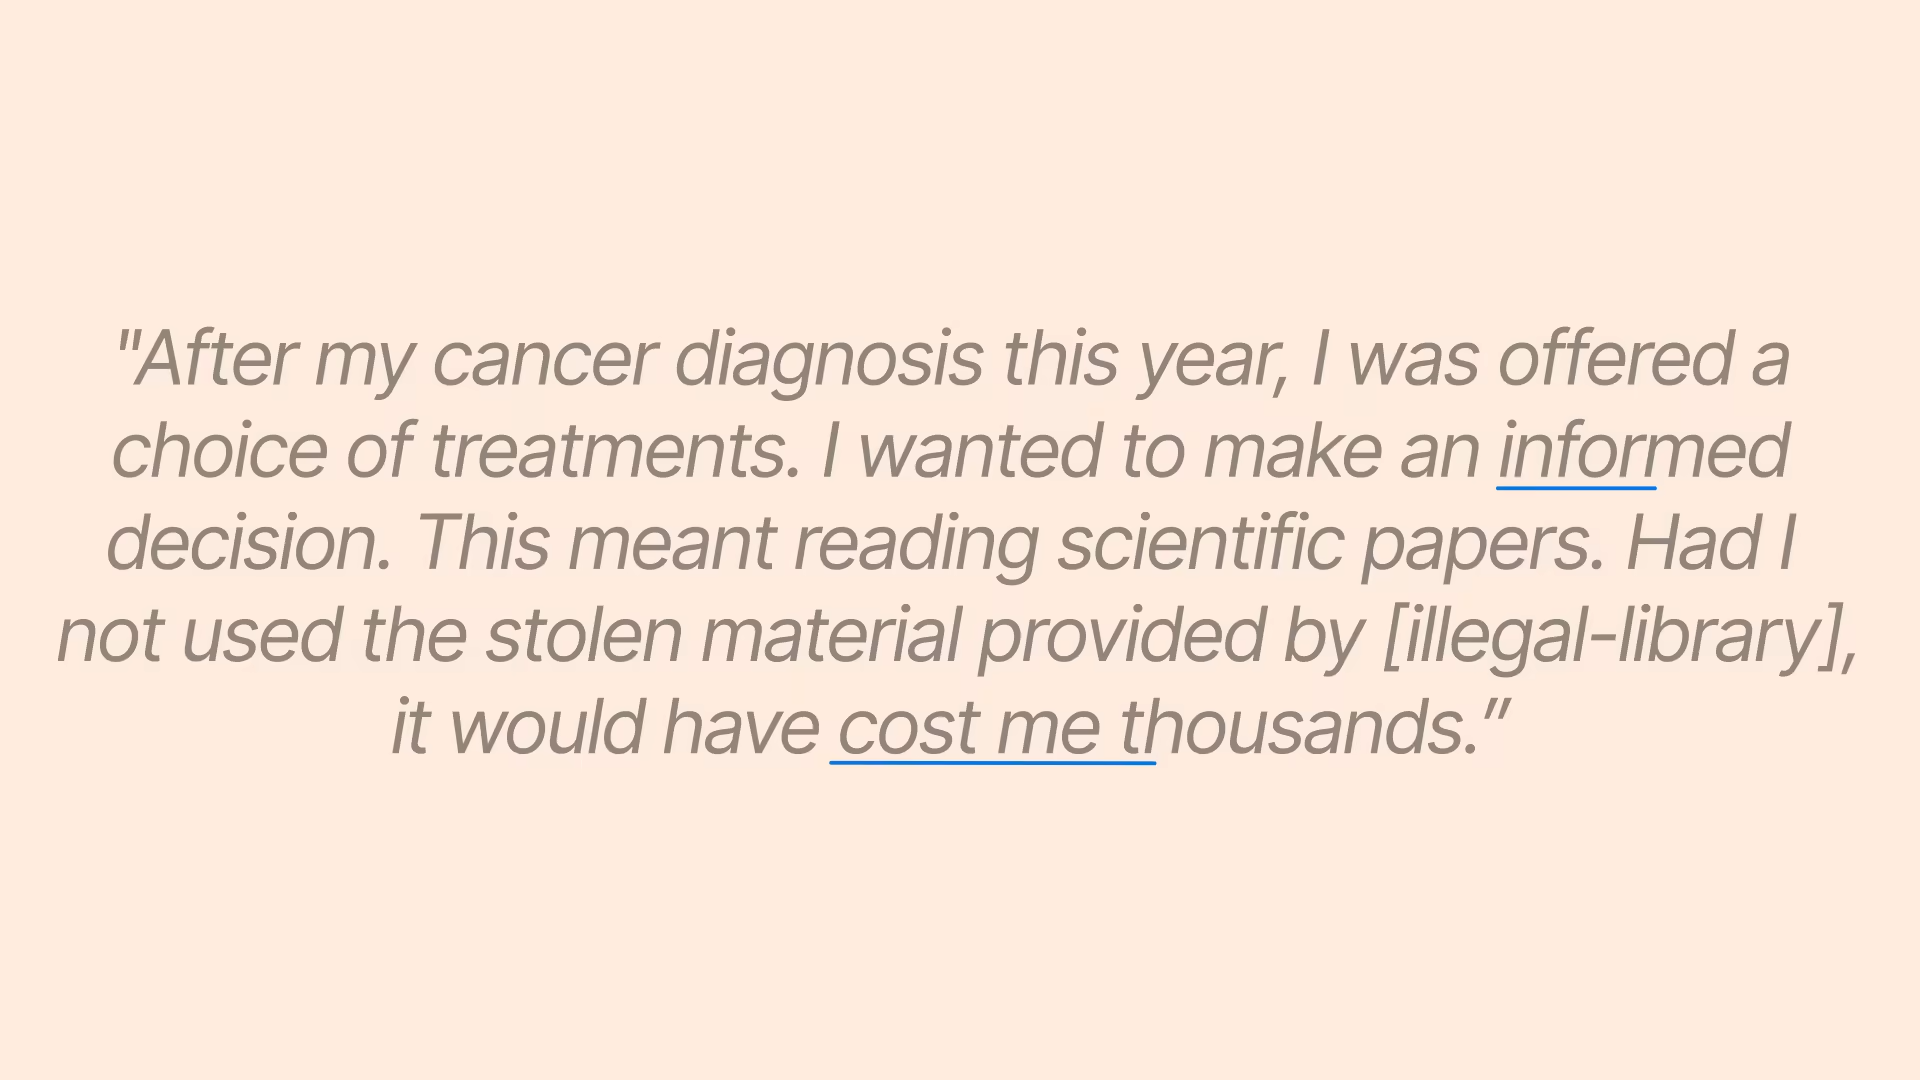 "After my cancer diagnosis this year, I was offered a
choice of treatments. I wanted to make an informed
decision. This meant reading scientific papers. Had I
not used the stolen material provided by [illegal-library],
it would have cost me thousands.”